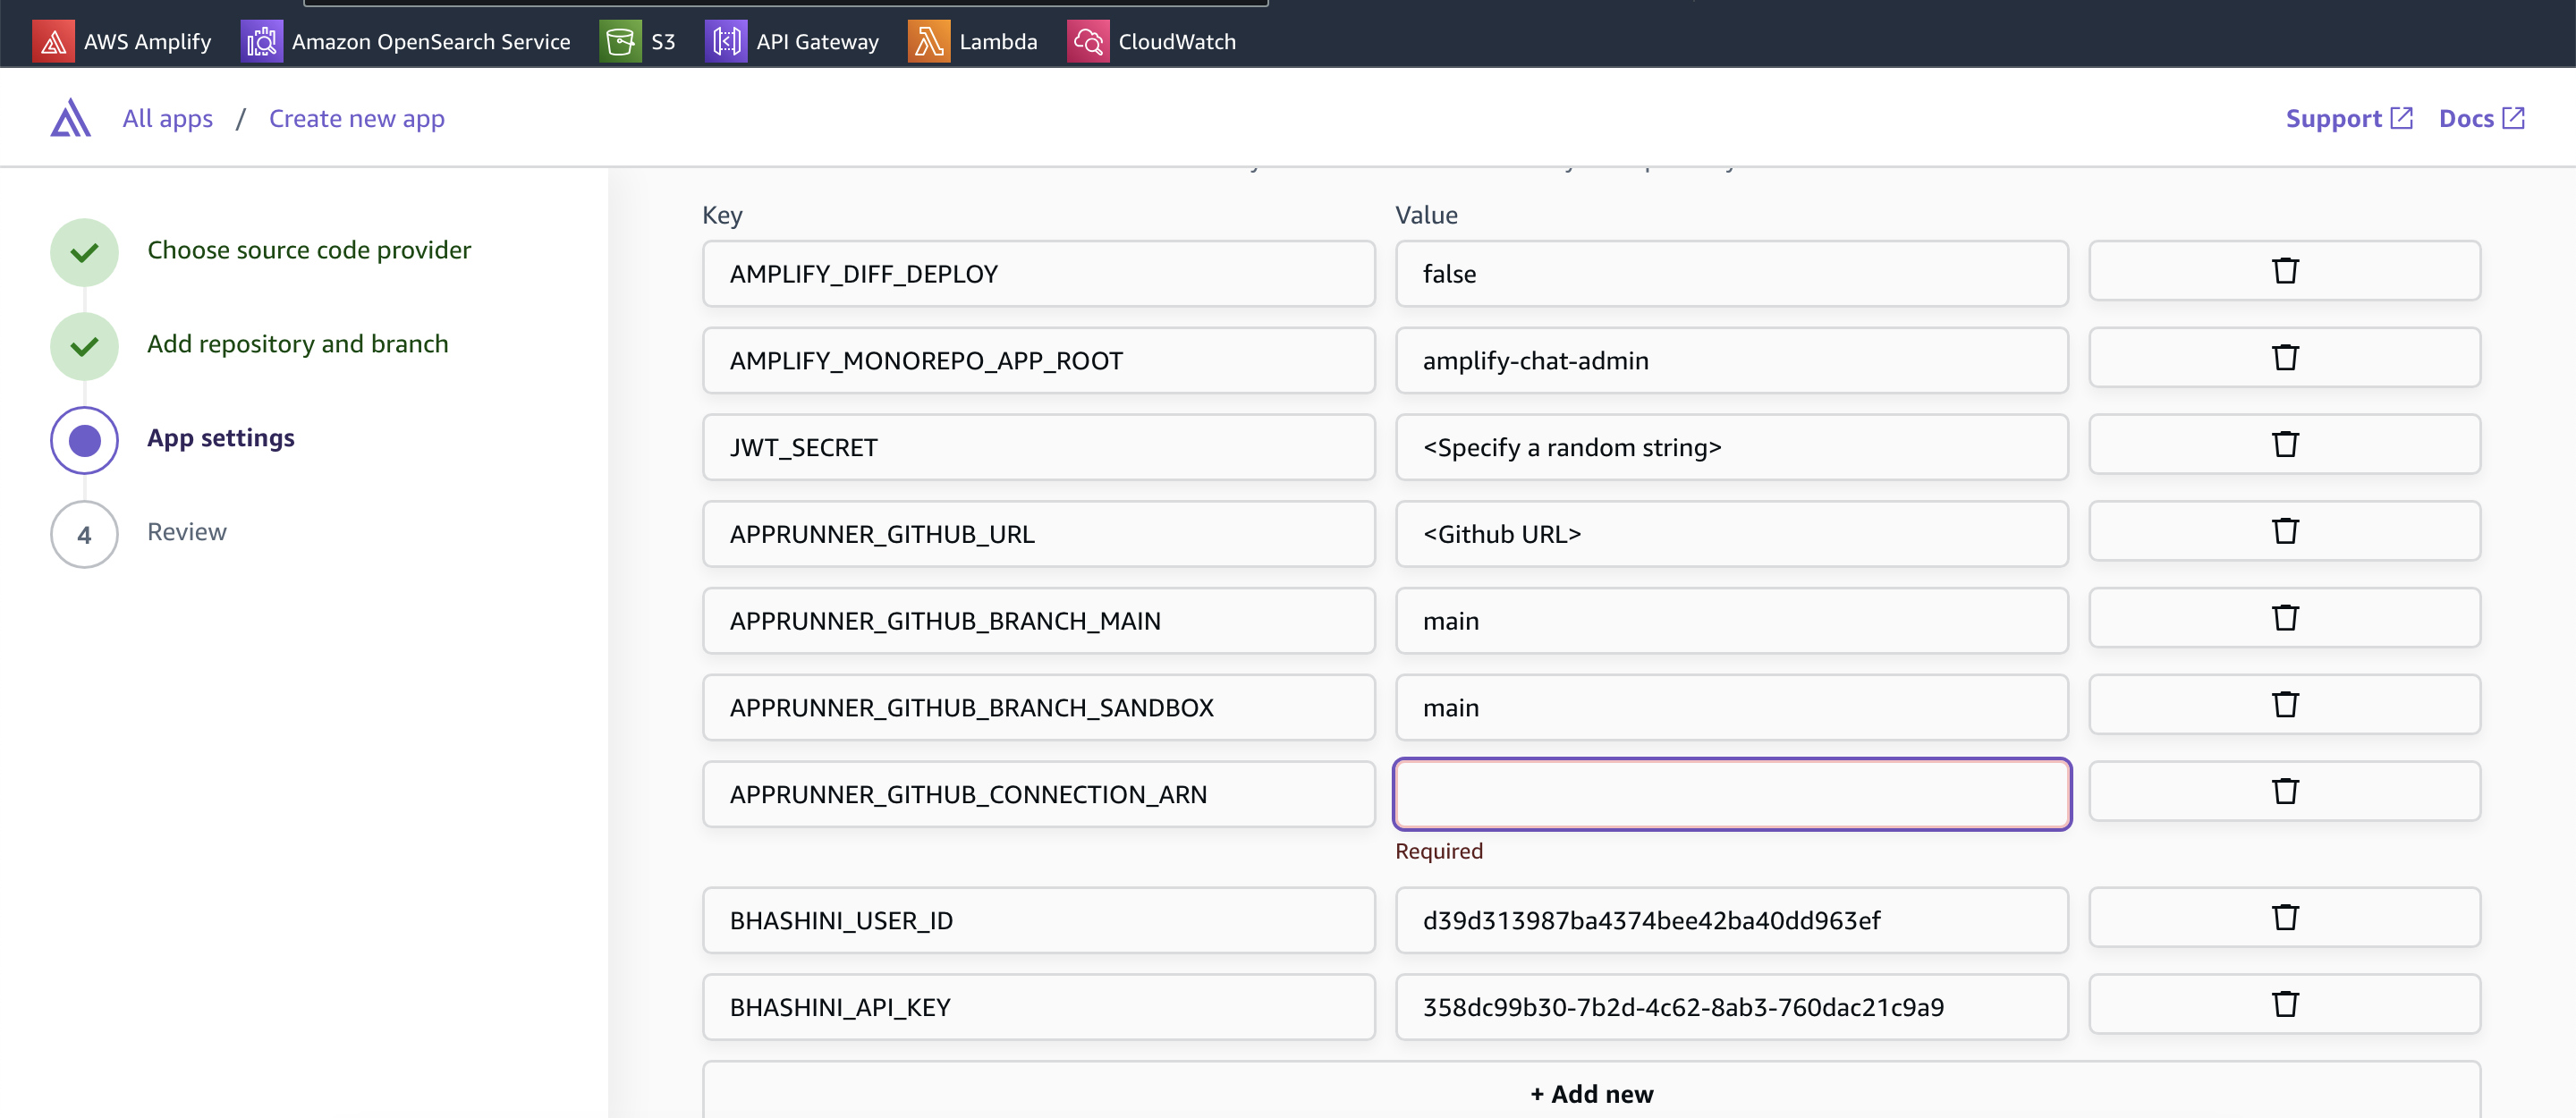 AWS Amplify Amazon OpenSearch Service S3 API Gateway Lambda CloudWatch
All apps / Create new app Support Docs
Choose source code provider
Add repository and branch
App settings
4 Review
Key Value
AMPLIFY_DIFF_DEPLOY false
AMPLIFY_MONOREPO_APP_ROOT amplify-chat-admin
JWT_SECRET <Specify a random string>
APPRUNNER_GITHUB_URL <Github URL>
APPRUNNER_GITHUB_BRANCH_MAIN main
APPRUNNER_GITHUB_BRANCH_SANDBOX main
APPRUNNER_GITHUB_CONNECTION_ARN
Required
BHASHINI_USER_ID d39d313987ba4374bee42ba40dd963ef
BHASHINI_API_KEY 358dc99b30-7b2d-4c62-8ab3-760dac21c9a9
+ Add new